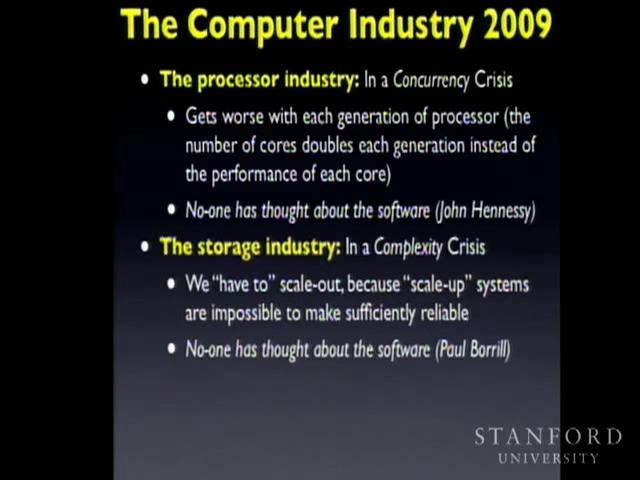 The Computer Industry 2009
• The processor industry: In a Concurrency Crisis
• Gets worse with each generation of processor (the
number of cores doubles each generation instead of
the performance of each core)
• No-one has thought about the software (John Hennessy)
• The storage industry: In a Complexity Crisis
• We "have to" scale-out, because "scale-up" systems
are impossible to make sufficiently reliable
• No-one has thought about the software (Paul Borrill)
STANFORD
UNIVERSITY